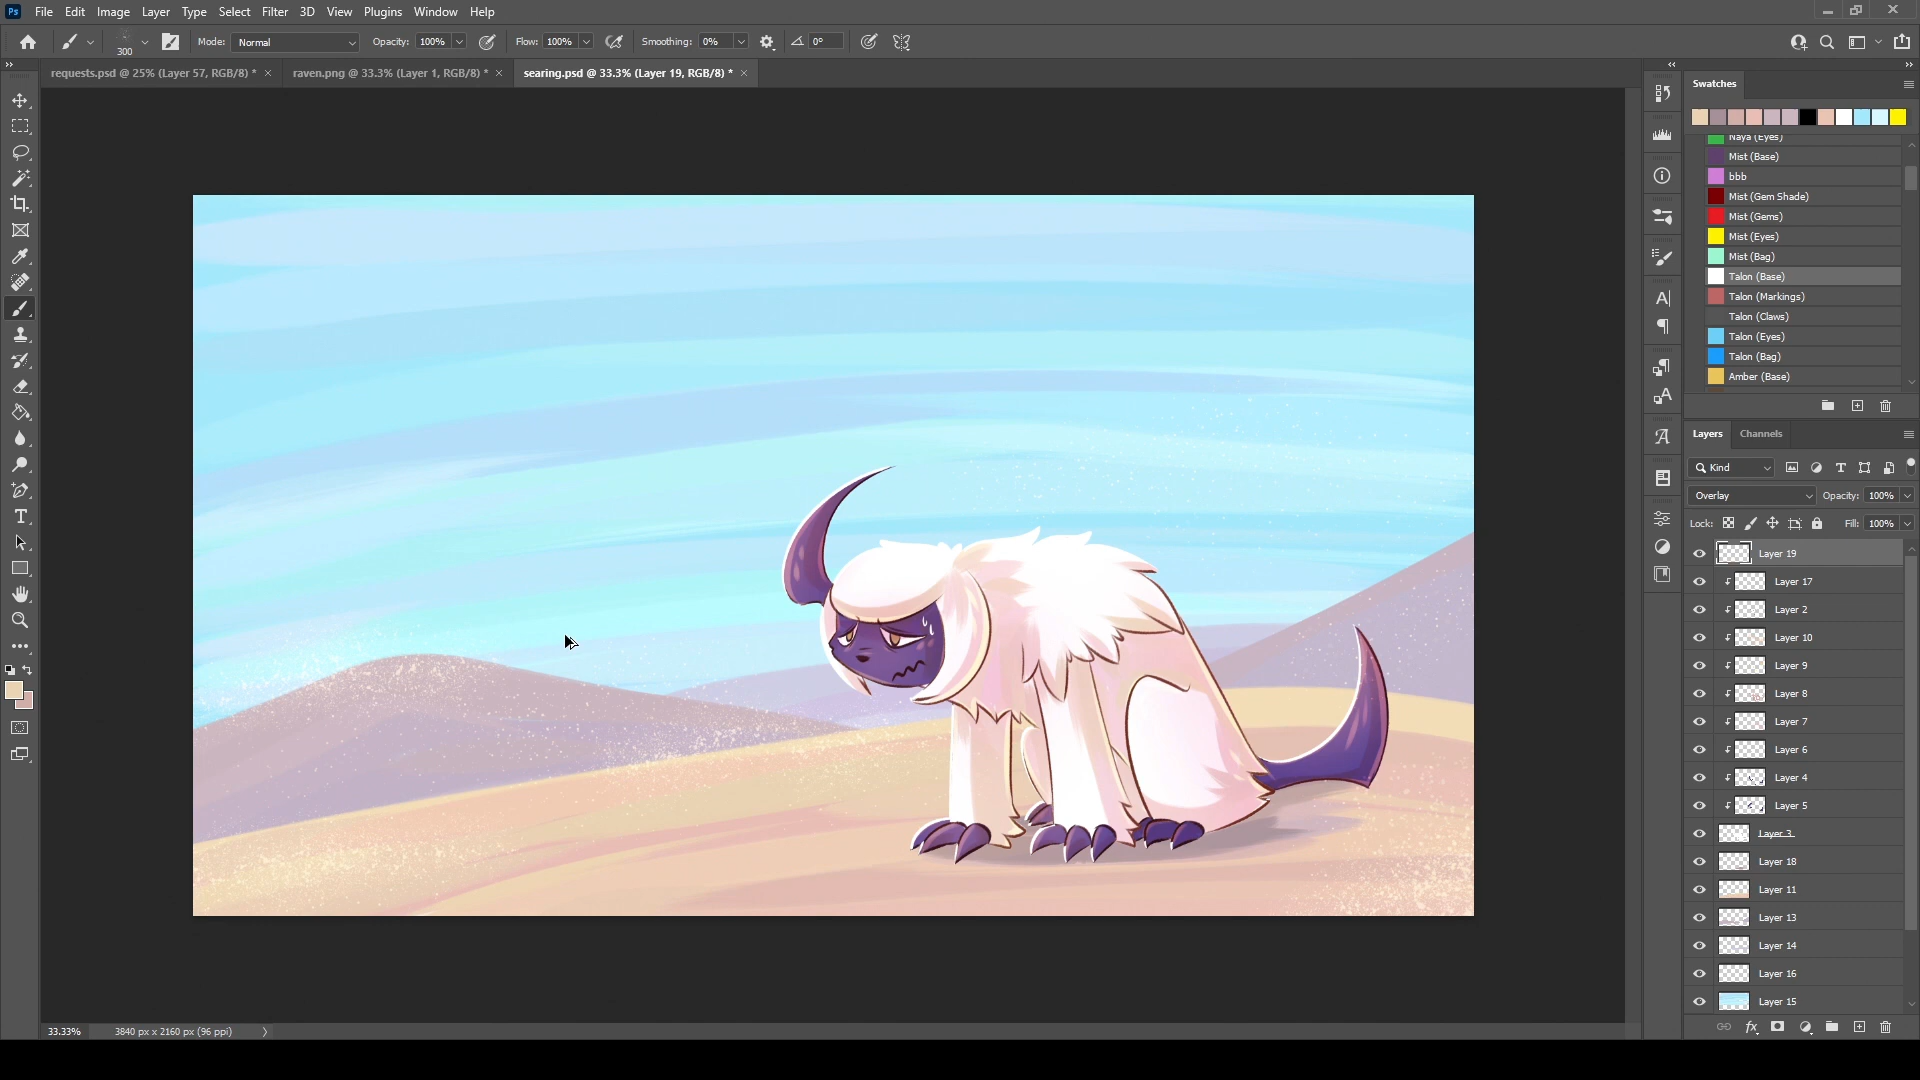 Ps File Edit Image Layer Type Select Filter 3D View Plugins Window Help
300 Mode: Normal Opacity: 100% Flow: 100% Smoothing: 0% 0°
requests.psd @ 25% (Layer 57, RGB/8) * raven.png @ 33.3% (Layer 1, RGB/8) * searing.psd @ 33.3% (Layer 19, RGB/8) *
Swatches
Naya (Eyes)
Mist (Base)
bbb
Mist (Gem Shade)
Mist (Gems)
Mist (Eyes)
Mist (Bag)
Talon (Base)
Talon (Markings)
Talon (Claws)
Talon (Eyes)
Talon (Bag)
Amber (Base)
Layers Channels
Kind
Overlay Opacity: 100%
Lock: Fill: 100%
Layer 19
Layer 17
Layer 2
Layer 10
Layer 9
Layer 8
Layer 7
Layer 6
Layer 4
Layer 5
Layer 3
Layer 18
Layer 11
Layer 13
Layer 14
Layer 16
Layer 15
33.33% 3840 px x 2160 px (96 ppi)